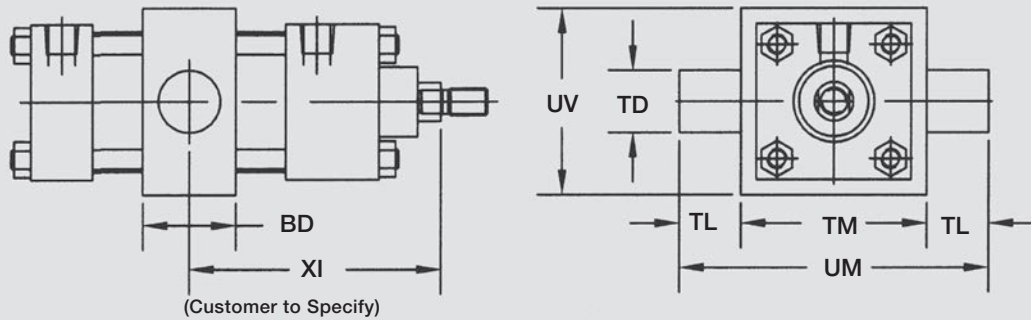 UV
TD
BD
TL
TM
TL
XI
UM
(Customer to Specify)